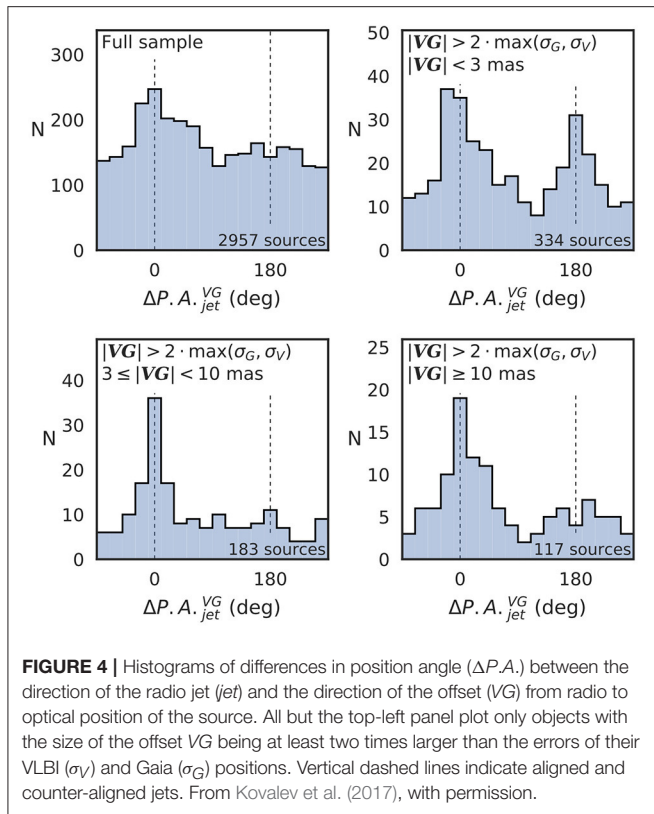 Full sample
300
200
100
0
N
2957 sources
0 180
ΔP.A.^{VG}_{jet} (deg)
|VG| > 2 · max(σ_G, σ_V)
|VG| < 3 mas
50
40
30
20
10
0
N
334 sources
0 180
ΔP.A.^{VG}_{jet} (deg)
|VG| > 2 · max(σ_G, σ_V)
3 ≤ |VG| < 10 mas
40
30
20
10
0
N
183 sources
0 180
ΔP.A.^{VG}_{jet} (deg)
|VG| > 2 · max(σ_G, σ_V)
|VG| ≥ 10 mas
25
20
15
10
5
0
N
117 sources
0 180
ΔP.A.^{VG}_{jet} (deg)
FIGURE 4 | Histograms of differences in position angle (ΔP.A.) between the
direction of the radio jet (jet) and the direction of the offset (VG) from radio to
optical position of the source. All but the top-left panel plot only objects with
the size of the offset VG being at least two times larger than the errors of their
VLBI (σ_V) and Gaia (σ_G) positions. Vertical dashed lines indicate aligned and
counter-aligned jets. From Kovalev et al. (2017), with permission.